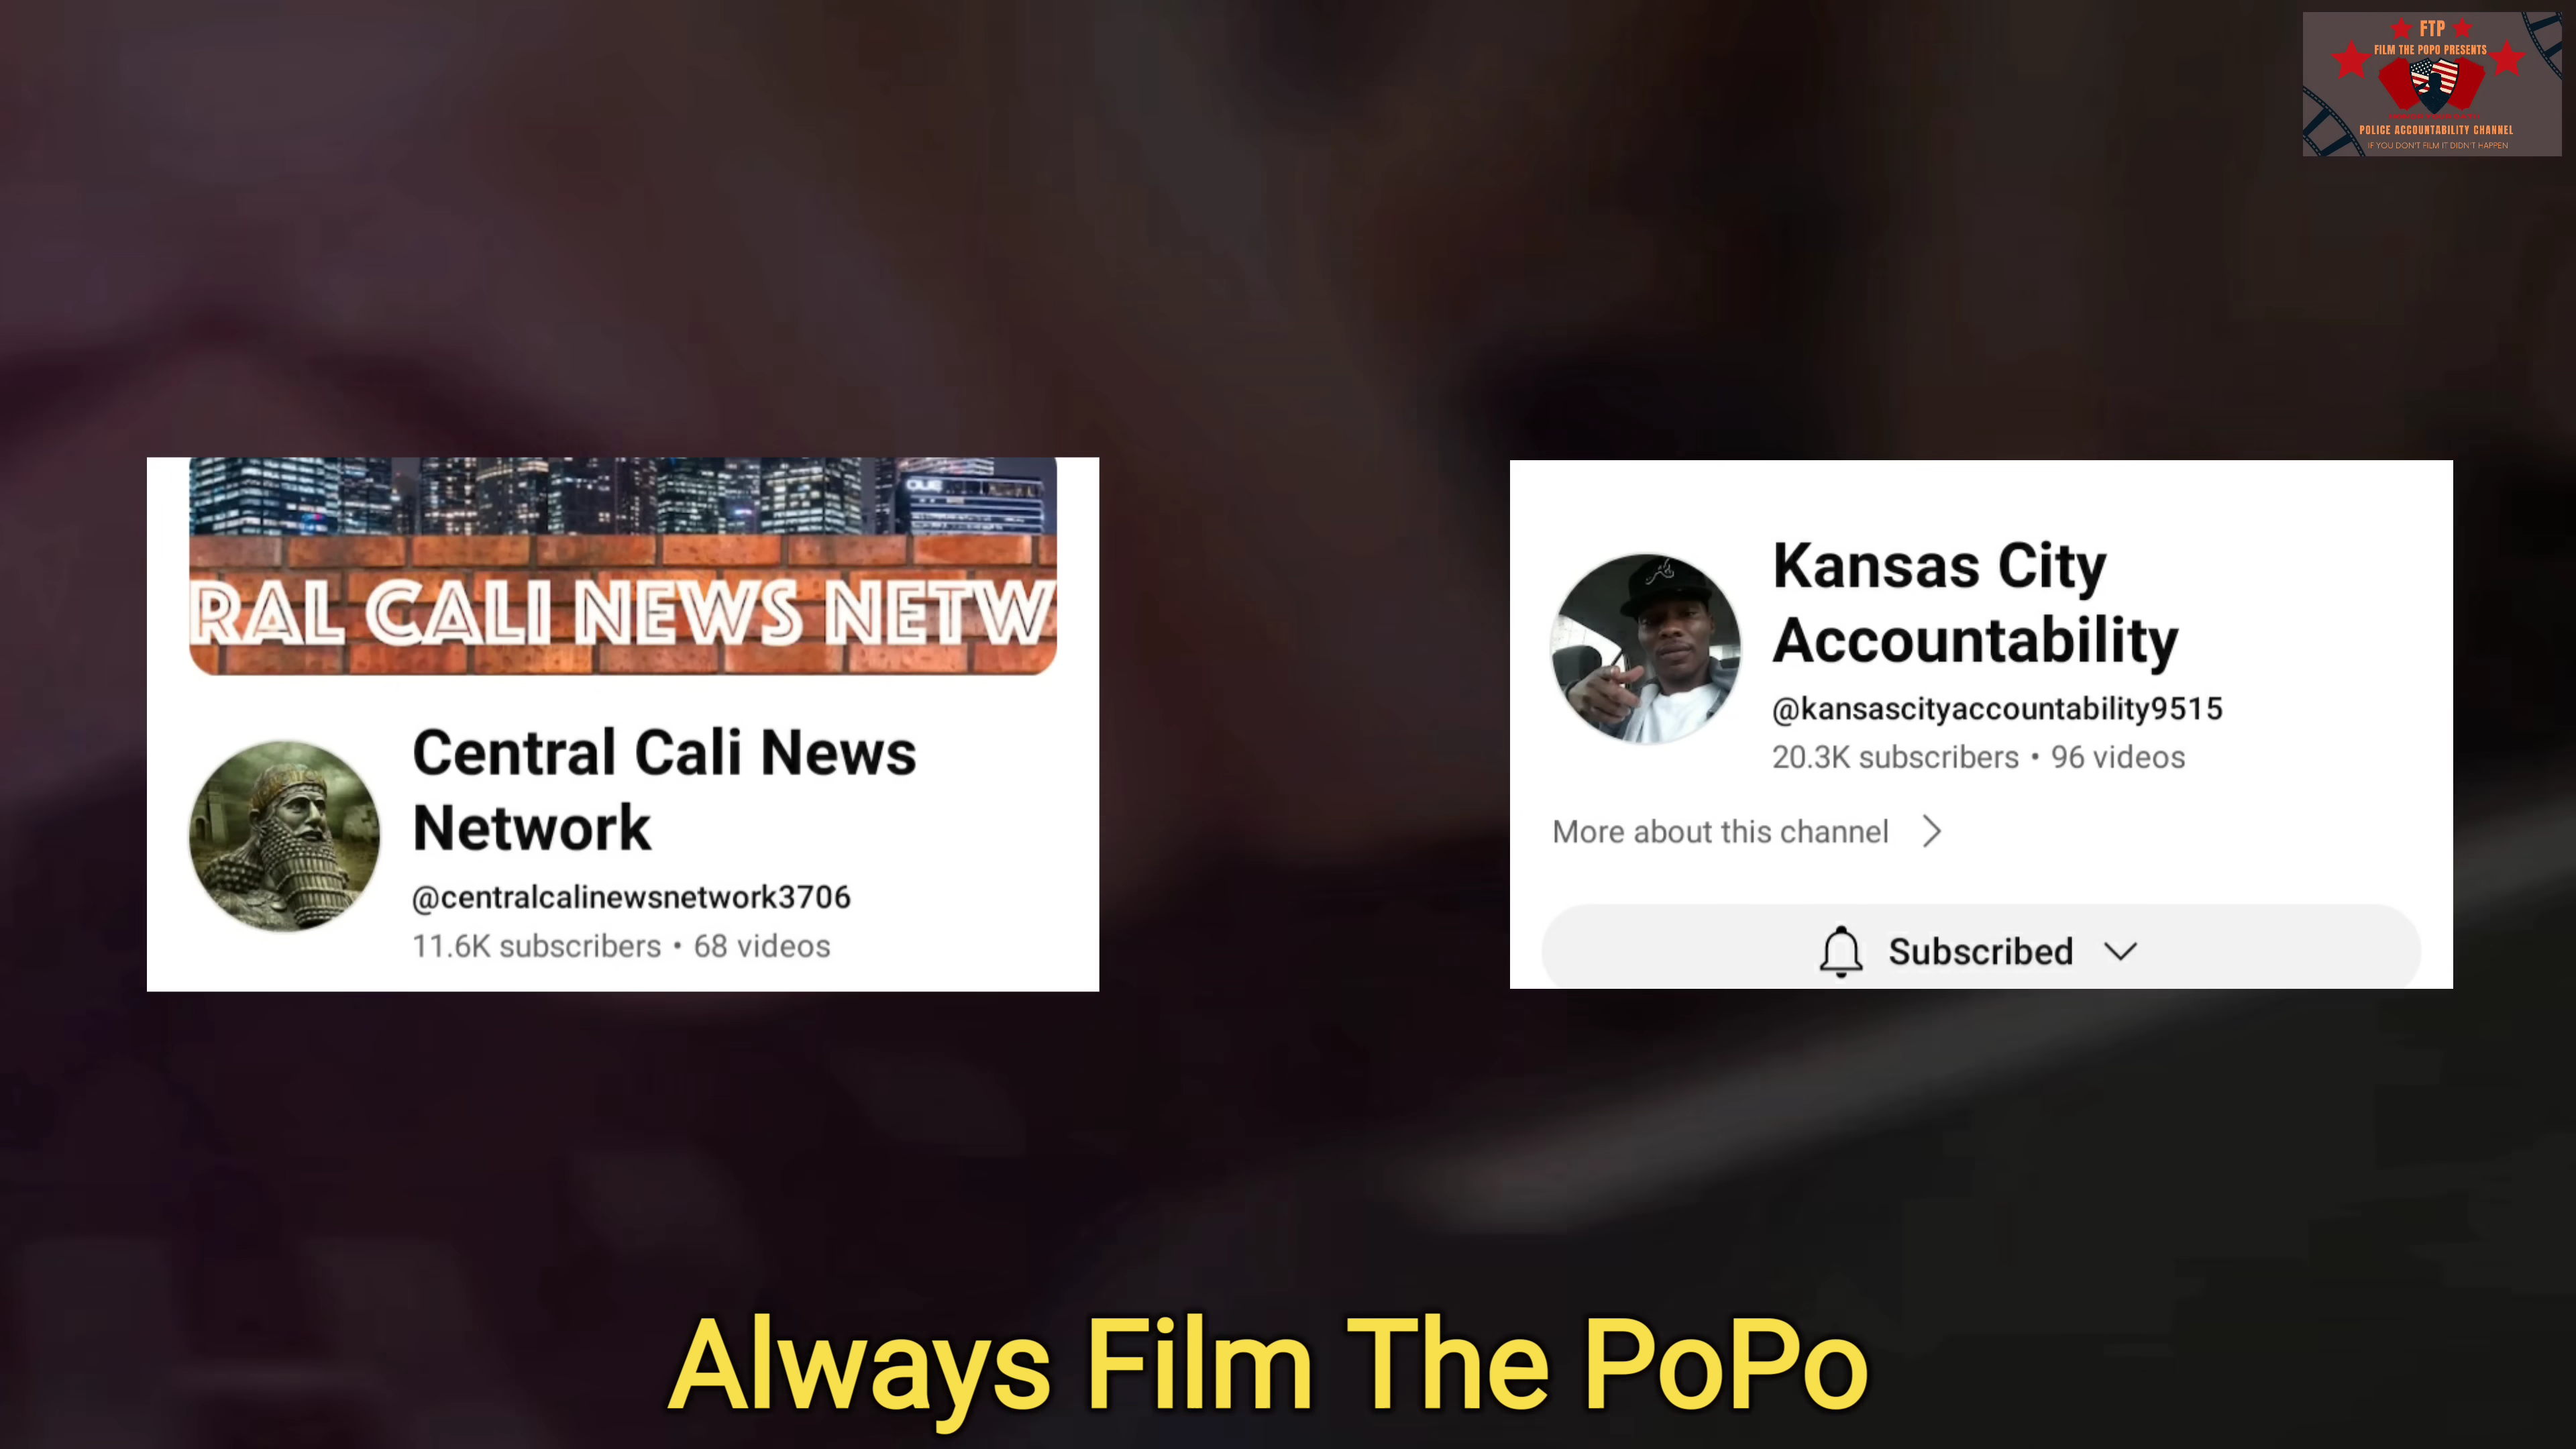 FTP
FILM THE POPO PRESENTS
POLICE ACCOUNTABILITY CHANNEL
IF YOU DON'T FILM IT DIDN'T HAPPEN
OUE
RAL CALI NEWS NETW
Central Cali News
Network
@centralcalinewsnetwork3706
11.6K subscribers • 68 videos
Kansas City
Accountability
@kansascityaccountability9515
20.3K subscribers • 96 videos
More about this channel
Subscribed
Always Film The PoPo